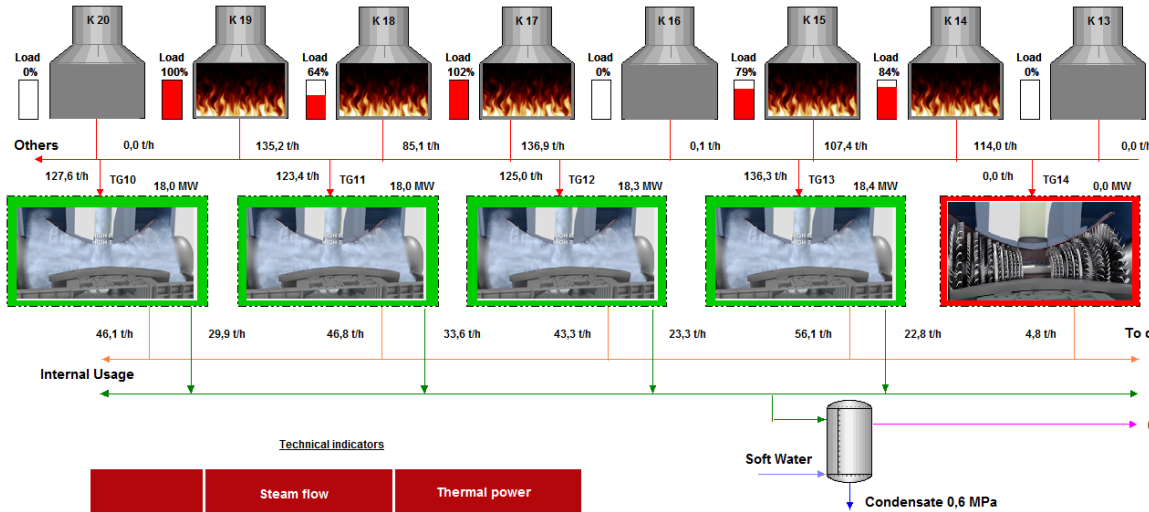 K 20 K 19 K 18 K 17 K 16 K 15 K 14 K 13
Load Load Load Load Load Load Load Load
0% 100% 64% 102% 0% 79% 84% 0%
Others 0,0 t/h 135,2 t/h 85,1 t/h 136,9 t/h 0,1 t/h 107,4 t/h 114,0 t/h 0,0 t/h
127,6 t/h TG10 123,4 t/h TG11 125,0 t/h TG12 136,3 t/h TG13 0,0 t/h TG14
18,0 MW 18,0 MW 18,3 MW 18,4 MW 0,0 MW
46,1 t/h 29,9 t/h 46,8 t/h 33,6 t/h 43,3 t/h 23,3 t/h 56,1 t/h 22,8 t/h 4,8 t/h To
Internal Usage
Technical indicators
Soft Water
Steam flow Thermal power
Condensate 0,6 MPa